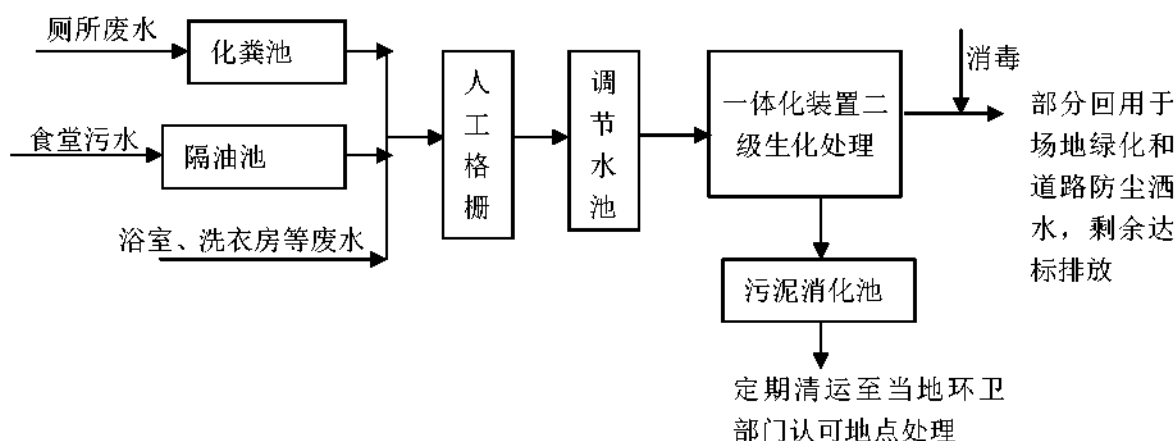 厕所废水
化粪池
食堂污水
隔油池
浴室、洗衣房等废水
人
工
格
栅
调
节
水
池
一体化装置二
级生化处理
消毒
部分回用于
场地绿化和
道路防尘洒
水，剩余达
标排放
污泥消化池
定期清运至当地环卫
部门认可地点处理